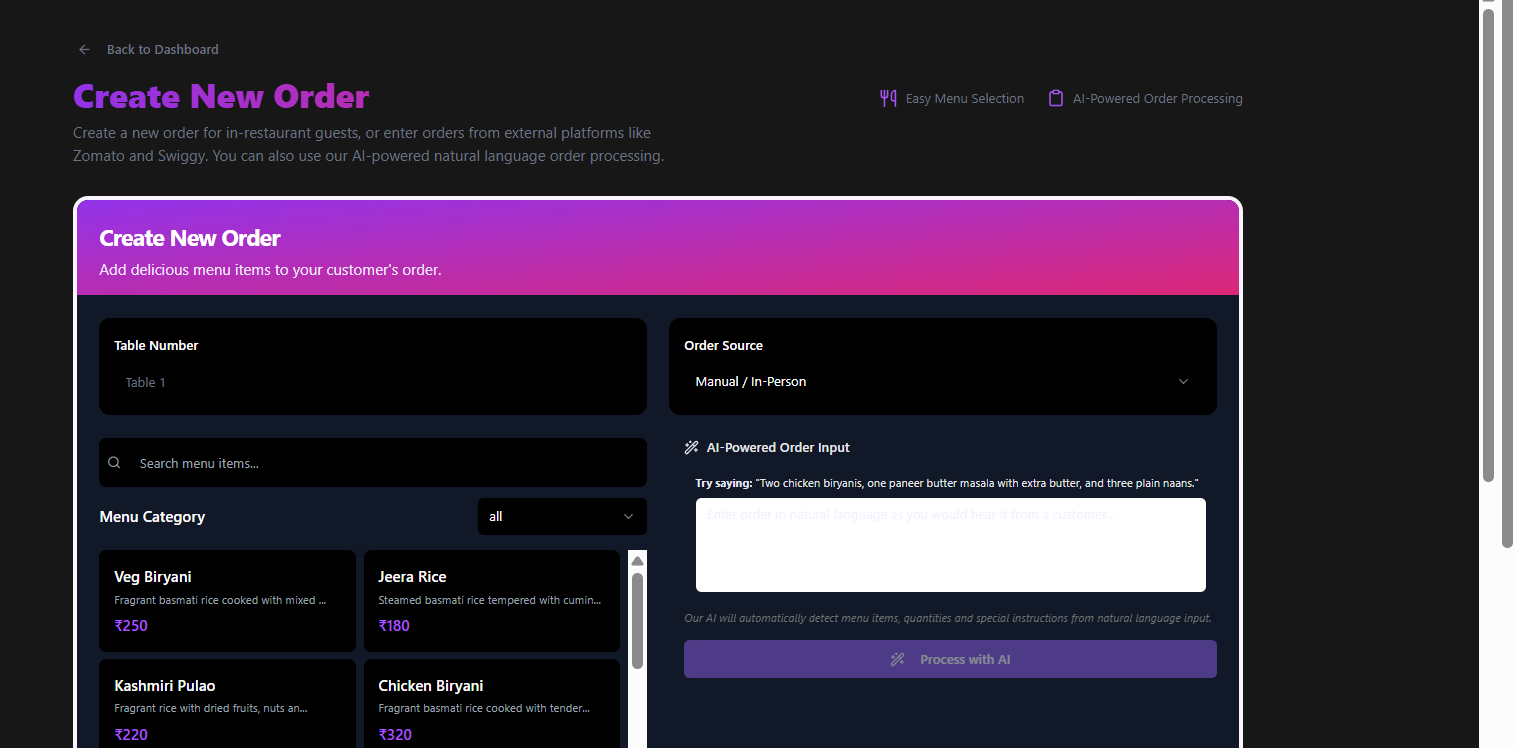 Back to Dashboard
Create New Order
Easy Menu Selection
AI-Powered Order Processing
Create a new order for in-restaurant guests, or enter orders from external platforms like
Zomato and Swiggy. You can also use our AI-powered natural language order processing.
Create New Order
Add delicious menu items to your customer's order.
Table Number
Table 1
Order Source
Manual / In-Person
Search menu items...
Menu Category
all
Veg Biryani
Fragrant basmati rice cooked with mixed ...
₹250
Jeera Rice
Steamed basmati rice tempered with cumin...
₹180
Kashmiri Pulao
Fragrant rice with dried fruits, nuts an...
₹220
Chicken Biryani
Fragrant basmati rice cooked with tender...
₹320
AI-Powered Order Input
Try saying: "Two chicken biryanis, one paneer butter masala with extra butter, and three plain naans."
Enter order in natural language as you would hear it from a customer...
Our AI will automatically detect menu items, quantities and special instructions from natural language input.
Process with AI